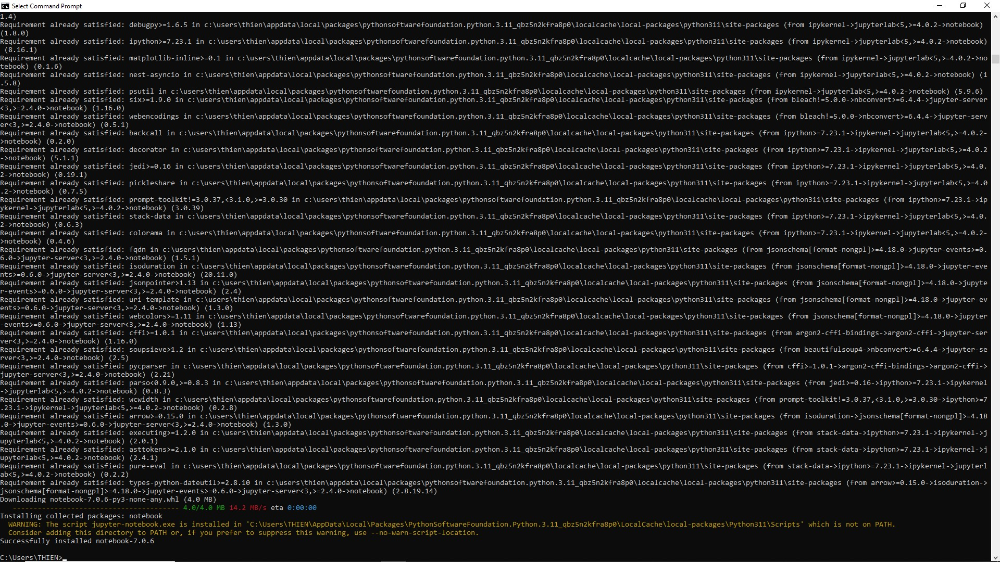 Select Command Prompt
1.4)
Requirement already satisfied: debugpy>=1.6.5 in c:\users\thien\appdata\local\packages\pythonsoftwarefoundation.python.3.11_qbz5n2kfra8p0\localcache\local-packages\python311\site-packages (from ipykernel->jupyterlab<5,>=4.0.2->notebook)
(1.8.0)
Requirement already satisfied: ipython>=7.23.1 in c:\users\thien\appdata\local\packages\pythonsoftwarefoundation.python.3.11_qbz5n2kfra8p0\localcache\local-packages\python311\site-packages (from ipykernel->jupyterlab<5,>=4.0.2->notebook)
(8.16.1)
Requirement already satisfied: matplotlib-inline>=0.1 in c:\users\thien\appdata\local\packages\pythonsoftwarefoundation.python.3.11_qbz5n2kfra8p0\localcache\local-packages\python311\site-packages (from ipykernel->jupyterlab<5,>=4.0.2->no
tebook) (0.1.6)
Requirement already satisfied: nest-asyncio in c:\users\thien\appdata\local\packages\pythonsoftwarefoundation.python.3.11_qbz5n2kfra8p0\localcache\local-packages\python311\site-packages (from ipykernel->jupyterlab<5,>=4.0.2->notebook) (1
.5.8)
Requirement already satisfied: psutil in c:\users\thien\appdata\local\packages\pythonsoftwarefoundation.python.3.11_qbz5n2kfra8p0\localcache\local-packages\python311\site-packages (from ipykernel->jupyterlab<5,>=4.0.2->notebook) (5.9.6)
Requirement already satisfied: six>=1.9.0 in c:\users\thien\appdata\local\packages\pythonsoftwarefoundation.python.3.11_qbz5n2kfra8p0\localcache\local-packages\python311\site-packages (from bleach!=5.0.0->nbconvert>=6.4.4->jupyter-server
<3,>=2.4.0->notebook) (1.16.0)
Requirement already satisfied: webencodings in c:\users\thien\appdata\local\packages\pythonsoftwarefoundation.python.3.11_qbz5n2kfra8p0\localcache\local-packages\python311\site-packages (from bleach!=5.0.0->nbconvert>=6.4.4->jupyter-serv
er<3,>=2.4.0->notebook) (0.5.1)
Requirement already satisfied: backcall in c:\users\thien\appdata\local\packages\pythonsoftwarefoundation.python.3.11_qbz5n2kfra8p0\localcache\local-packages\python311\site-packages (from ipython>=7.23.1->ipykernel->jupyterlab<5,>=4.0.2-
>notebook) (0.2.0)
Requirement already satisfied: decorator in c:\users\thien\appdata\local\packages\pythonsoftwarefoundation.python.3.11_qbz5n2kfra8p0\localcache\local-packages\python311\site-packages (from ipython>=7.23.1->ipykernel->jupyterlab<5,>=4.0.2
->notebook) (5.1.1)
Requirement already satisfied: jedi>=0.16 in c:\users\thien\appdata\local\packages\pythonsoftwarefoundation.python.3.11_qbz5n2kfra8p0\localcache\local-packages\python311\site-packages (from ipython>=7.23.1->ipykernel->jupyterlab<5,>=4.0.
2->notebook) (0.19.1)
Requirement already satisfied: pickleshare in c:\users\thien\appdata\local\packages\pythonsoftwarefoundation.python.3.11_qbz5n2kfra8p0\localcache\local-packages\python311\site-packages (from ipython>=7.23.1->ipykernel->jupyterlab<5,>=4.0
.2->notebook) (0.7.5)
Requirement already satisfied: prompt-toolkit!=3.0.37,<3.1.0,>=3.0.30 in c:\users\thien\appdata\local\packages\pythonsoftwarefoundation.python.3.11_qbz5n2kfra8p0\localcache\local-packages\python311\site-packages (from ipython>=7.23.1->ip
ykernel->jupyterlab<5,>=4.0.2->notebook) (3.0.39)
Requirement already satisfied: stack-data in c:\users\thien\appdata\local\packages\pythonsoftwarefoundation.python.3.11_qbz5n2kfra8p0\localcache\local-packages\python311\site-packages (from ipython>=7.23.1->ipykernel->jupyterlab<5,>=4.0.
2->notebook) (0.6.3)
Requirement already satisfied: colorama in c:\users\thien\appdata\local\packages\pythonsoftwarefoundation.python.3.11_qbz5n2kfra8p0\localcache\local-packages\python311\site-packages (from ipython>=7.23.1->ipykernel->jupyterlab<5,>=4.0.2-
>notebook) (0.4.6)
Requirement already satisfied: fqdn in c:\users\thien\appdata\local\packages\pythonsoftwarefoundation.python.3.11_qbz5n2kfra8p0\localcache\local-packages\python311\site-packages (from jsonschema[format-nongpl]>=4.18.0->jupyter-events>=0.
6.0->jupyter-server<3,>=2.4.0->notebook) (1.5.1)
Requirement already satisfied: isoduration in c:\users\thien\appdata\local\packages\pythonsoftwarefoundation.python.3.11_qbz5n2kfra8p0\localcache\local-packages\python311\site-packages (from jsonschema[format-nongpl]>=4.18.0->jupyter-eve
nts>=0.6.0->jupyter-server<3,>=2.4.0->notebook) (20.11.0)
Requirement already satisfied: jsonpointer>1.13 in c:\users\thien\appdata\local\packages\pythonsoftwarefoundation.python.3.11_qbz5n2kfra8p0\localcache\local-packages\python311\site-packages (from jsonschema[format-nongpl]>=4.18.0->jupyte
r-events>=0.6.0->jupyter-server<3,>=2.4.0->notebook) (2.4)
Requirement already satisfied: uri-template in c:\users\thien\appdata\local\packages\pythonsoftwarefoundation.python.3.11_qbz5n2kfra8p0\localcache\local-packages\python311\site-packages (from jsonschema[format-nongpl]>=4.18.0->jupyter-ev
ents>=0.6.0->jupyter-server<3,>=2.4.0->notebook) (1.3.0)
Requirement already satisfied: webcolors>=1.11 in c:\users\thien\appdata\local\packages\pythonsoftwarefoundation.python.3.11_qbz5n2kfra8p0\localcache\local-packages\python311\site-packages (from jsonschema[format-nongpl]>=4.18.0->jupyter
-events>=0.6.0->jupyter-server<3,>=2.4.0->notebook) (1.13)
Requirement already satisfied: cffi>=1.0.1 in c:\users\thien\appdata\local\packages\pythonsoftwarefoundation.python.3.11_qbz5n2kfra8p0\localcache\local-packages\python311\site-packages (from argon2-cffi-bindings->argon2-cffi->jupyter-ser
ver<3,>=2.4.0->notebook) (1.16.0)
Requirement already satisfied: soupsieve>1.2 in c:\users\thien\appdata\local\packages\pythonsoftwarefoundation.python.3.11_qbz5n2kfra8p0\localcache\local-packages\python311\site-packages (from beautifulsoup4->nbconvert>=6.4.4->jupyter-se
rver<3,>=2.4.0->notebook) (2.5)
Requirement already satisfied: pycparser in c:\users\thien\appdata\local\packages\pythonsoftwarefoundation.python.3.11_qbz5n2kfra8p0\localcache\local-packages\python311\site-packages (from cffi>=1.0.1->argon2-cffi-bindings->argon2-cffi->
jupyter-server<3,>=2.4.0->notebook) (2.21)
Requirement already satisfied: parso<0.9.0,>=0.8.3 in c:\users\thien\appdata\local\packages\pythonsoftwarefoundation.python.3.11_qbz5n2kfra8p0\localcache\local-packages\python311\site-packages (from jedi>=0.16->ipython>=7.23.1->ipykernel
->jupyterlab<5,>=4.0.2->notebook) (0.8.3)
Requirement already satisfied: wcwidth in c:\users\thien\appdata\local\packages\pythonsoftwarefoundation.python.3.11_qbz5n2kfra8p0\localcache\local-packages\python311\site-packages (from prompt-toolkit!=3.0.37,<3.1.0,>=3.0.30->ipython>=7
.23.1->ipykernel->jupyterlab<5,>=4.0.2->notebook) (0.2.8)
Requirement already satisfied: arrow>=0.15.0 in c:\users\thien\appdata\local\packages\pythonsoftwarefoundation.python.3.11_qbz5n2kfra8p0\localcache\local-packages\python311\site-packages (from isoduration->jsonschema[format-nongpl]>=4.18
.0->jupyter-events>=0.6.0->jupyter-server<3,>=2.4.0->notebook) (1.3.0)
Requirement already satisfied: executing>=1.2.0 in c:\users\thien\appdata\local\packages\pythonsoftwarefoundation.python.3.11_qbz5n2kfra8p0\localcache\local-packages\python311\site-packages (from stack-data->ipython>=7.23.1->ipykernel->j
upyterlab<5,>=4.0.2->notebook) (2.0.1)
Requirement already satisfied: asttokens>=2.1.0 in c:\users\thien\appdata\local\packages\pythonsoftwarefoundation.python.3.11_qbz5n2kfra8p0\localcache\local-packages\python311\site-packages (from stack-data->ipython>=7.23.1->ipykernel->j
upyterlab<5,>=4.0.2->notebook) (2.4.1)
Requirement already satisfied: pure-eval in c:\users\thien\appdata\local\packages\pythonsoftwarefoundation.python.3.11_qbz5n2kfra8p0\localcache\local-packages\python311\site-packages (from stack-data->ipython>=7.23.1->ipykernel->jupyterl
ab<5,>=4.0.2->notebook) (0.2.2)
Requirement already satisfied: types-python-dateutil>=2.8.10 in c:\users\thien\appdata\local\packages\pythonsoftwarefoundation.python.3.11_qbz5n2kfra8p0\localcache\local-packages\python311\site-packages (from arrow>=0.15.0->isoduration->
jsonschema[format-nongpl]>=4.18.0->jupyter-events>=0.6.0->jupyter-server<3,>=2.4.0->notebook) (2.8.19.14)
Downloading notebook-7.0.6-py3-none-any.whl (4.0 MB)
---------------------------------------- 4.0/4.0 MB 14.2 MB/s eta 0:00:00
Installing collected packages: notebook
WARNING: The script jupyter-notebook.exe is installed in 'C:\Users\THIEN\AppData\Local\Packages\PythonSoftwareFoundation.Python.3.11_qbz5n2kfra8p0\LocalCache\local-packages\Python311\Scripts' which is not on PATH.
Consider adding this directory to PATH or, if you prefer to suppress this warning, use --no-warn-script-location.
Successfully installed notebook-7.0.6
C:\Users\THIEN>